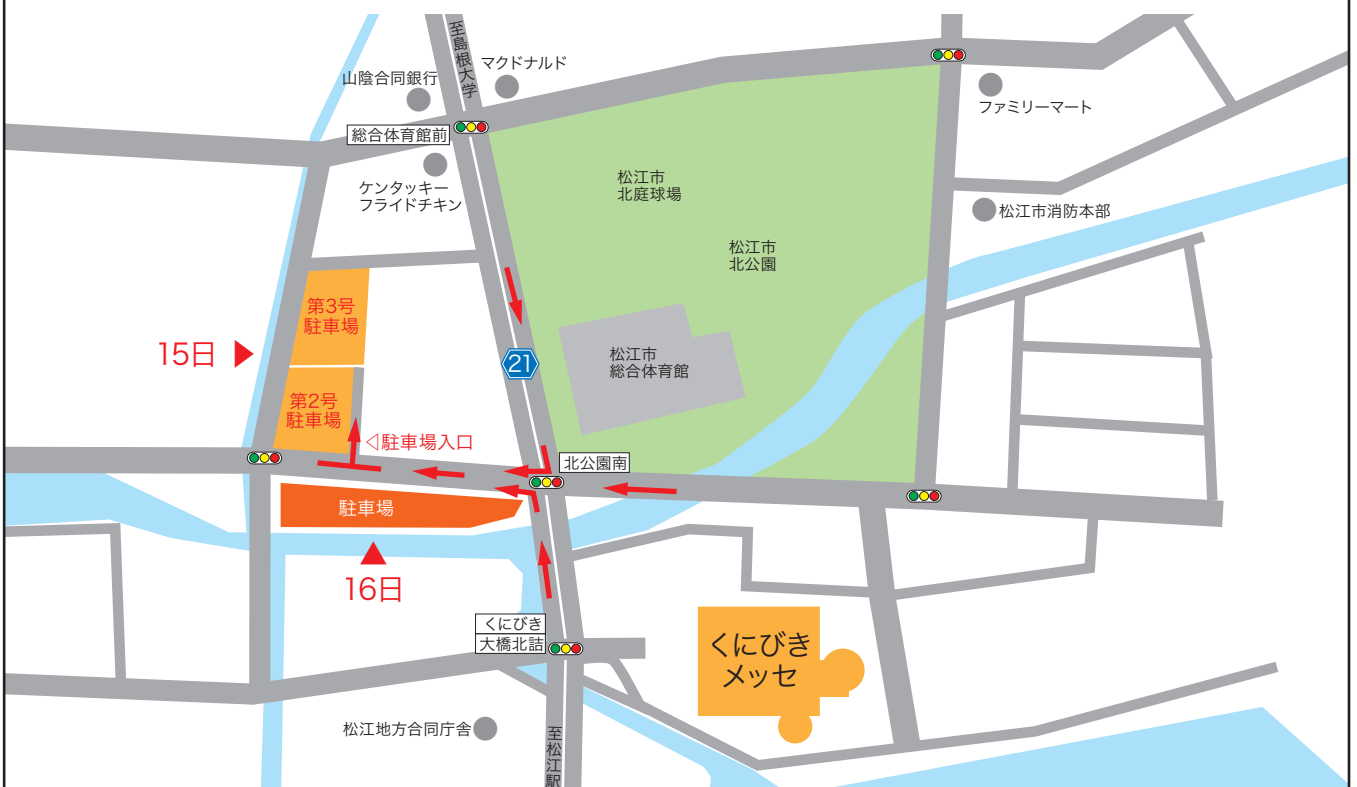 至島根大学
山陰合同銀行
マクドナルド
総合体育館前
ファミリーマート
ケンタッキー
フライドチキン
松江市
北庭球場
松江市消防本部
松江市
北公園
第3号
駐車場
15日
21
松江市
総合体育館
第2号
駐車場
◁駐車場入口
北公園南
駐車場
16日
くにびき
大橋北詰
くにびき
メッセ
松江地方合同庁舎
至松江駅